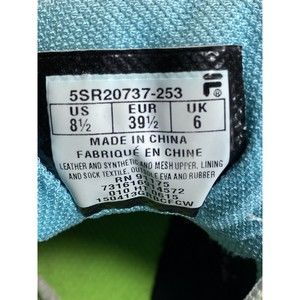 5SR20737-253
US EUR UK
8½ 39½ 6
MADE IN CHINA
FABRIQUÉ EN CHINE
LEATHER AND SYNTHETIC AND MESH UPPER, LINING
AND SOCK TEXTILE, EVA AND RUBBER
RN